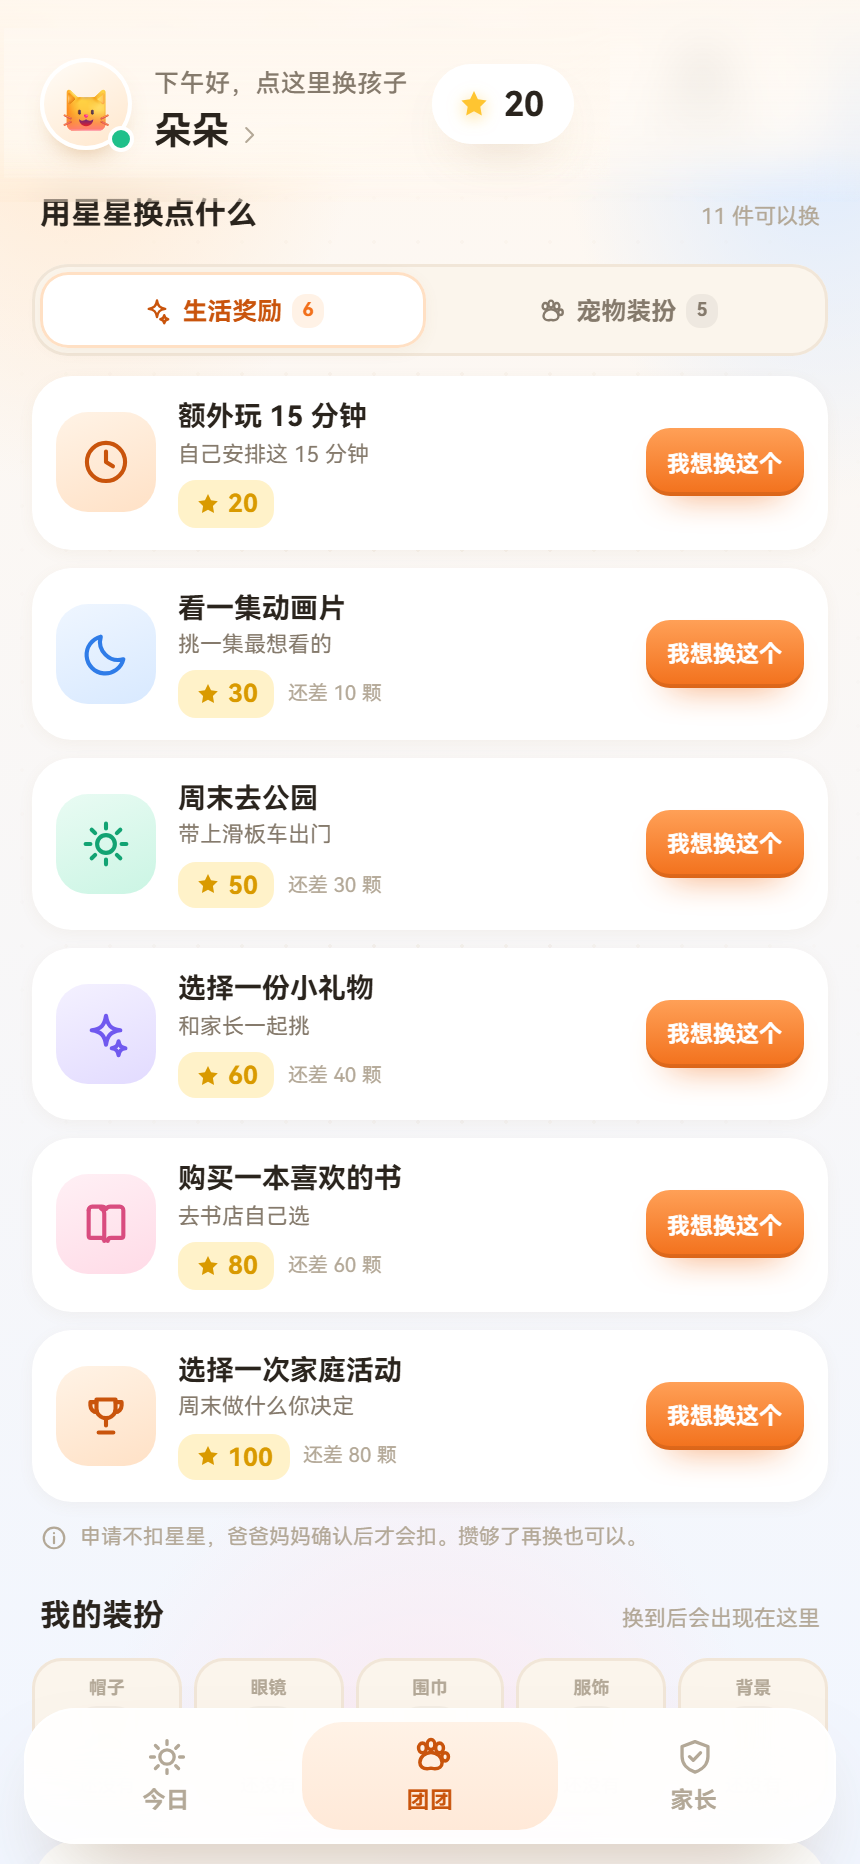 下午好，点这里换孩子
朵朵
20
用星星换点什么
11 件可以换
生活奖励 6
宠物装扮 5
额外玩 15 分钟
自己安排这 15 分钟
20
我想换这个
看一集动画片
挑一集最想看的
30 还差 10 颗
我想换这个
周末去公园
带上滑板车出门
50 还差 30 颗
我想换这个
选择一份小礼物
和家长一起挑
60 还差 40 颗
我想换这个
购买一本喜欢的书
去书店自己选
80 还差 60 颗
我想换这个
选择一次家庭活动
周末做什么你决定
100 还差 80 颗
我想换这个
申请不扣星星，爸爸妈妈确认后才会扣。攒够了再换也可以。
我的装扮
换到后会出现在这里
帽子
眼镜
围巾
服饰
背景
今日
团团
家长